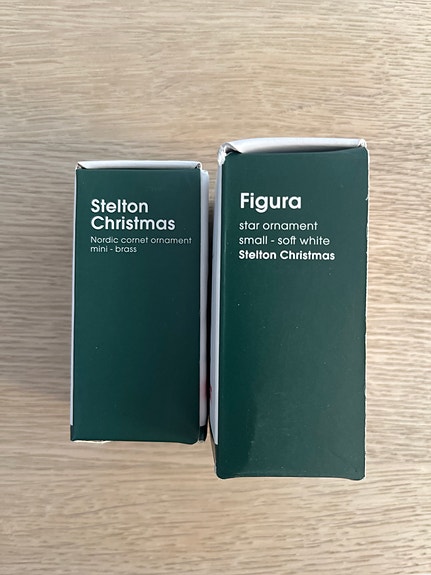 Stelton
Christmas
Nordic cornet ornament
mini - brass
Figura
star ornament
small - soft white
Stelton Christmas